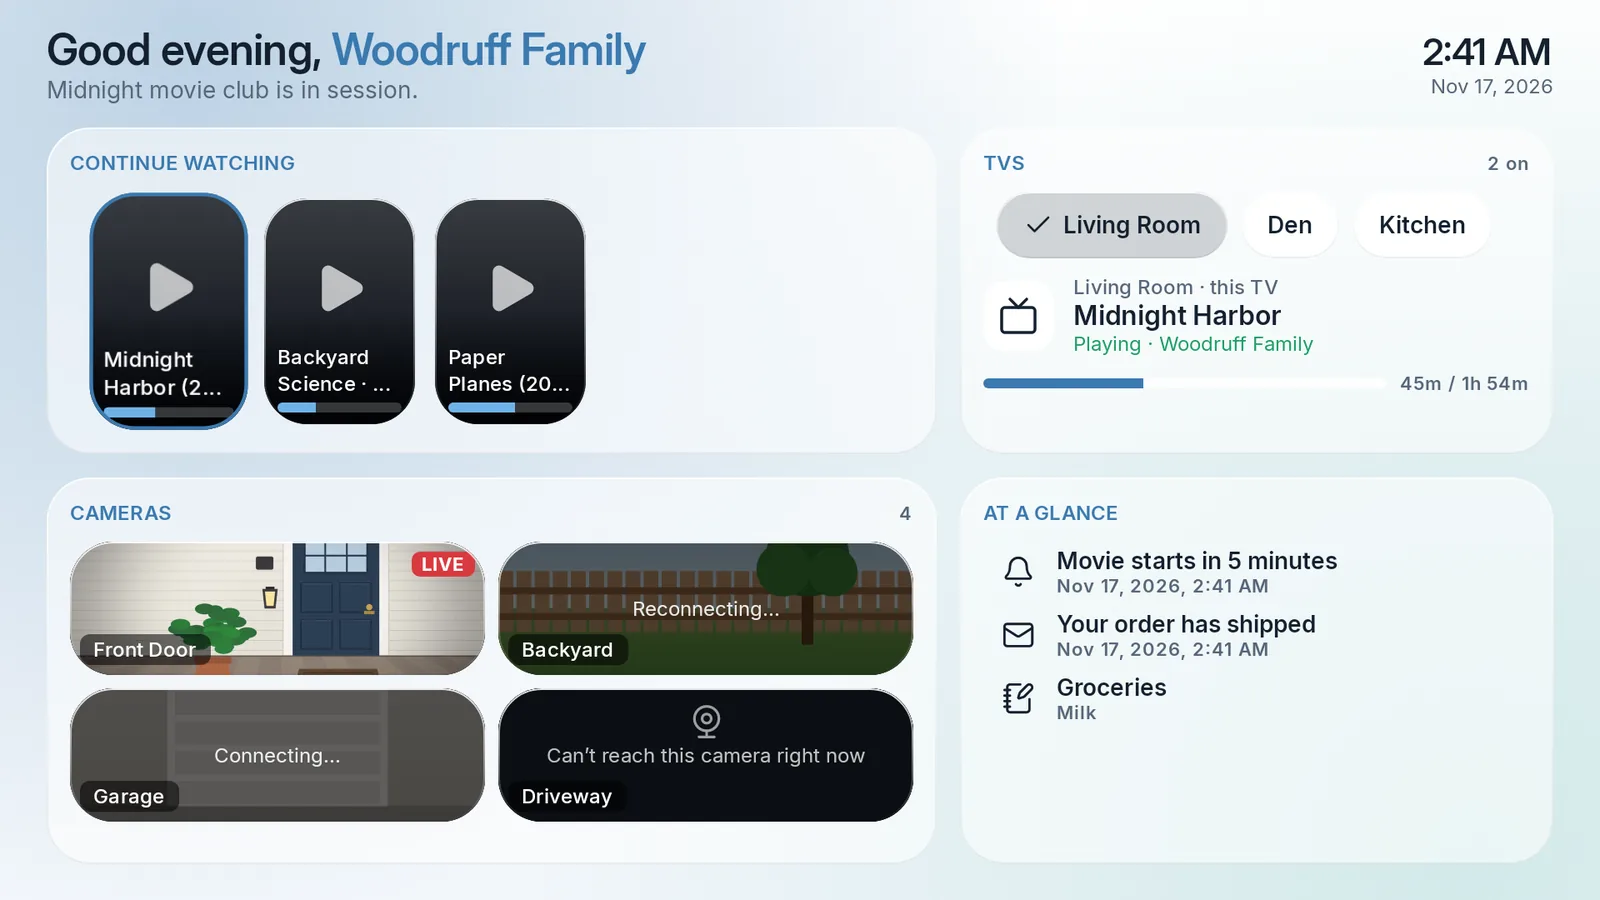 Good evening, Woodruff Family
Midnight movie club is in session.
2:41 AM
Nov 17, 2026
CONTINUE WATCHING
Midnight
Harbor (2...
Backyard
Science · ...
Paper
Planes (20...
TVS
2 on
Living Room
Den
Kitchen
Living Room · this TV
Midnight Harbor
Playing · Woodruff Family
45m / 1h 54m
CAMERAS
4
LIVE
Front Door
Reconnecting...
Backyard
Connecting...
Garage
Can’t reach this camera right now
Driveway
AT A GLANCE
Movie starts in 5 minutes
Nov 17, 2026, 2:41 AM
Your order has shipped
Nov 17, 2026, 2:41 AM
Groceries
Milk